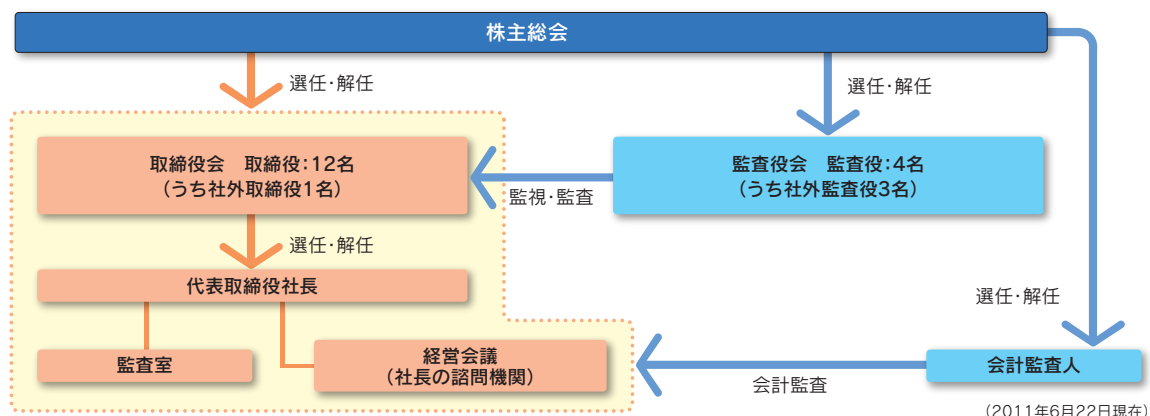 株主総会
選任・解任
選任・解任
取締役会　取締役：12名
（うち社外取締役1名）
監査役会　監査役：4名
（うち社外監査役3名）
監視・監査
選任・解任
代表取締役社長
選任・解任
監査室
経営会議
（社長の諮問機関）
会計監査人
会計監査
（2011年6月22日現在）